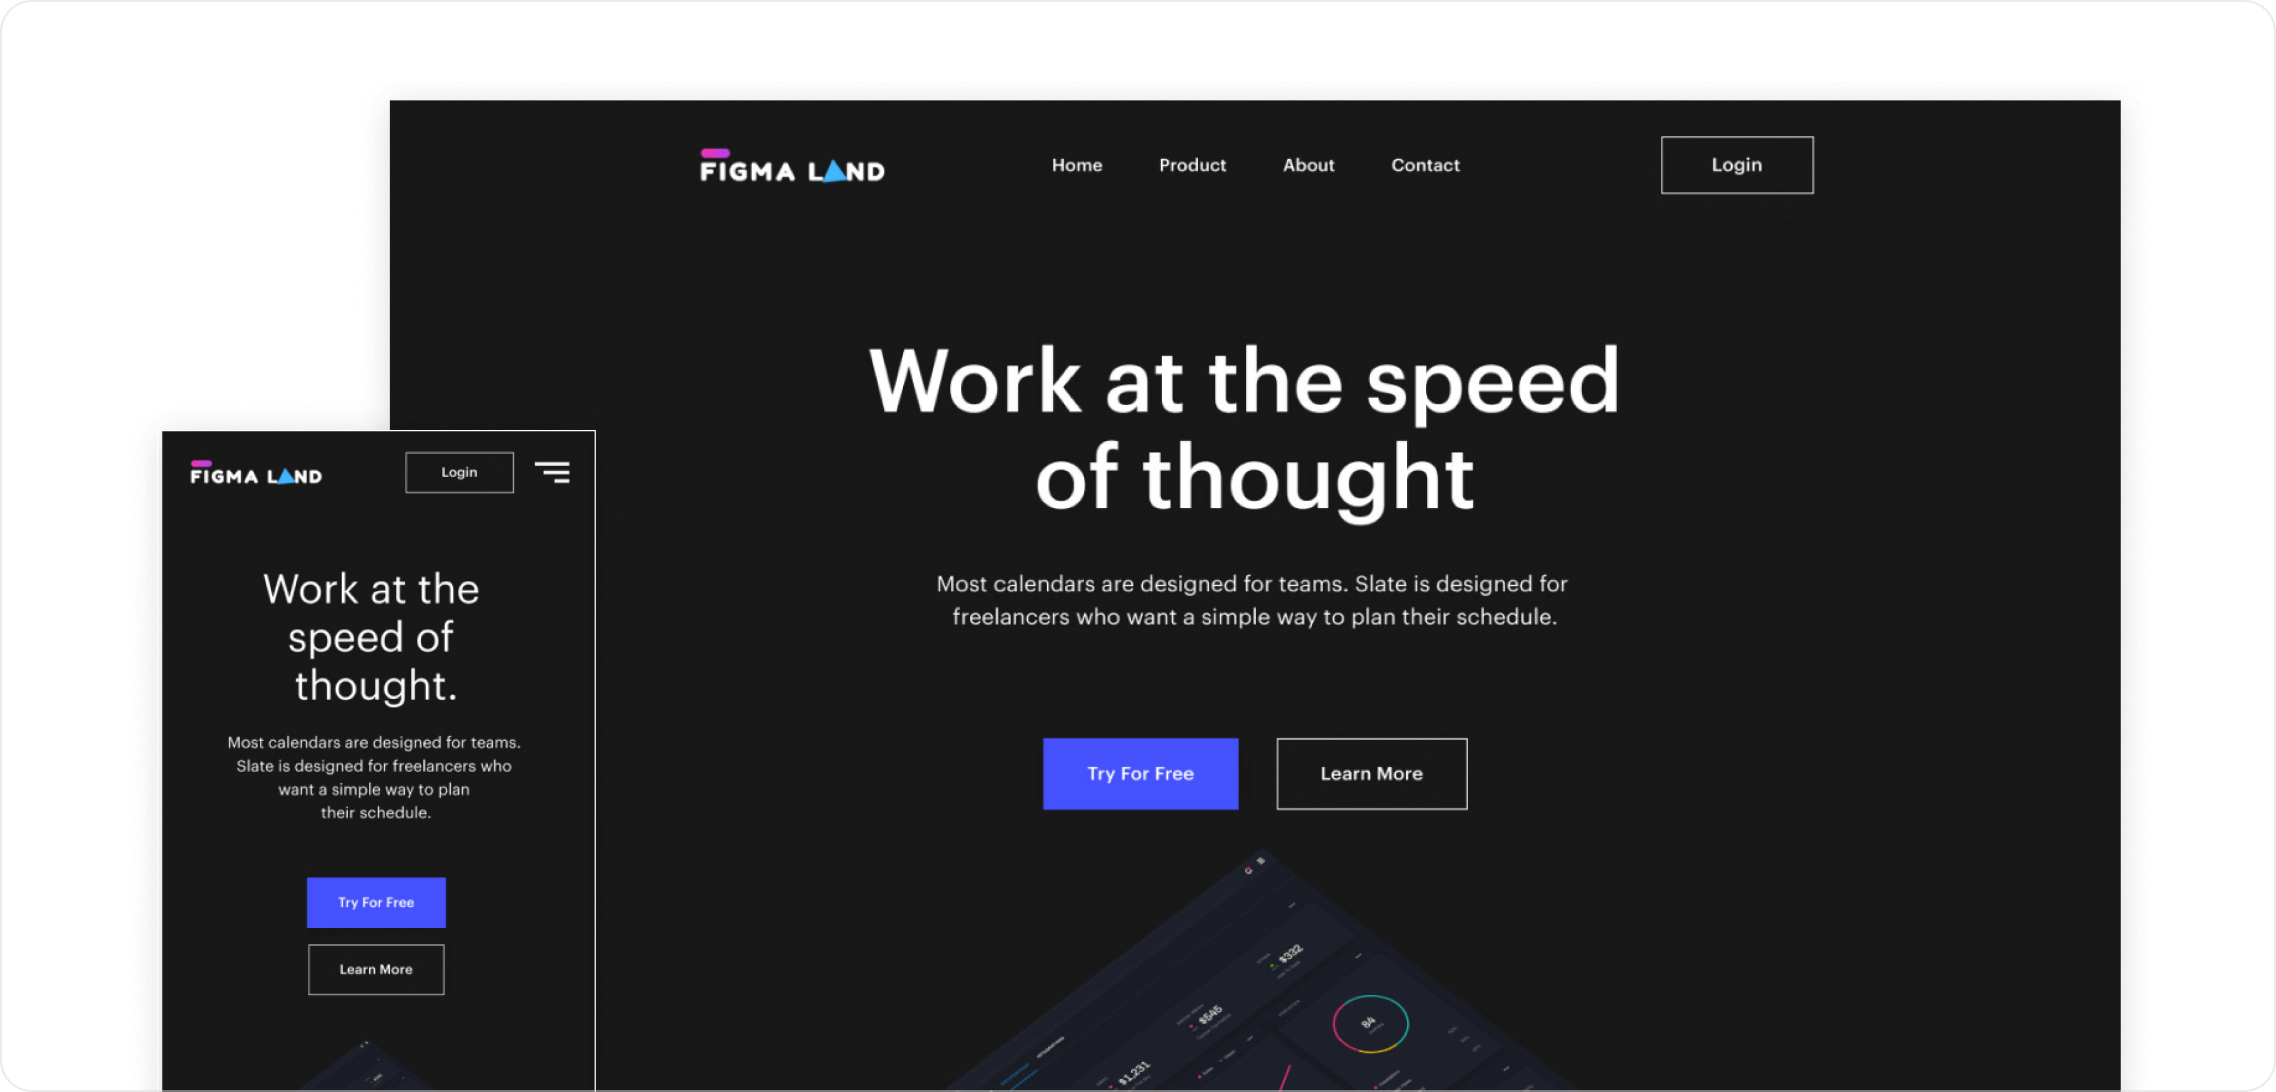 FIGMA LAND
Home
Product
About
Contact
Login
Work at the speed
of thought
Most calendars are designed for teams. Slate is designed for
freelancers who want a simple way to plan their schedule.
Try For Free
Learn More
$332
$545
$1,231
84
FIGMA LAND
Login
Work at the
speed of
thought.
Most calendars are designed for teams.
Slate is designed for freelancers who
want a simple way to plan
their schedule.
Try For Free
Learn More